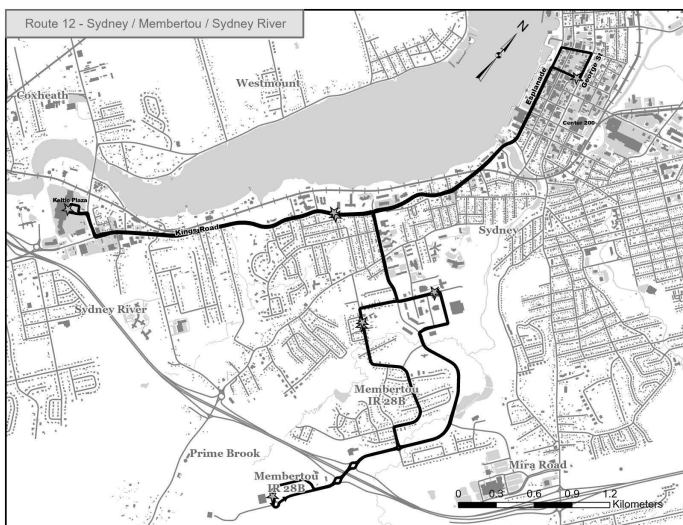 Route 12 - Sydney / Membertou / Sydney River
N
Westmount
Coxheath
Esplanade
George St
Center 200
Keltic Plaza
Kings Road
Sydney
Sydney River
Membertou
IR 28B
Prime Brook
Membertou
IR 28B
Mira Road
0 0.3 0.6 0.9 1.2
Kilometers